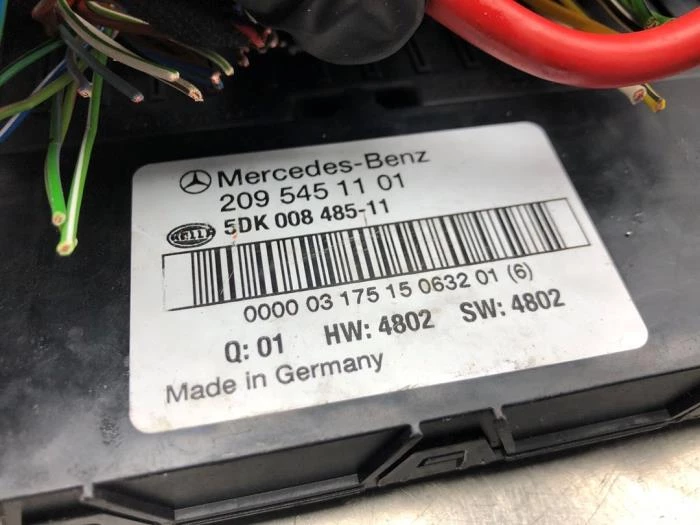 Mercedes-Benz
209 545 11 01
HELLA 5DK 008 485-11
0000 03 175 15 0632 01 (6)
Q: 01 HW: 4802 SW: 4802
Made in Germany